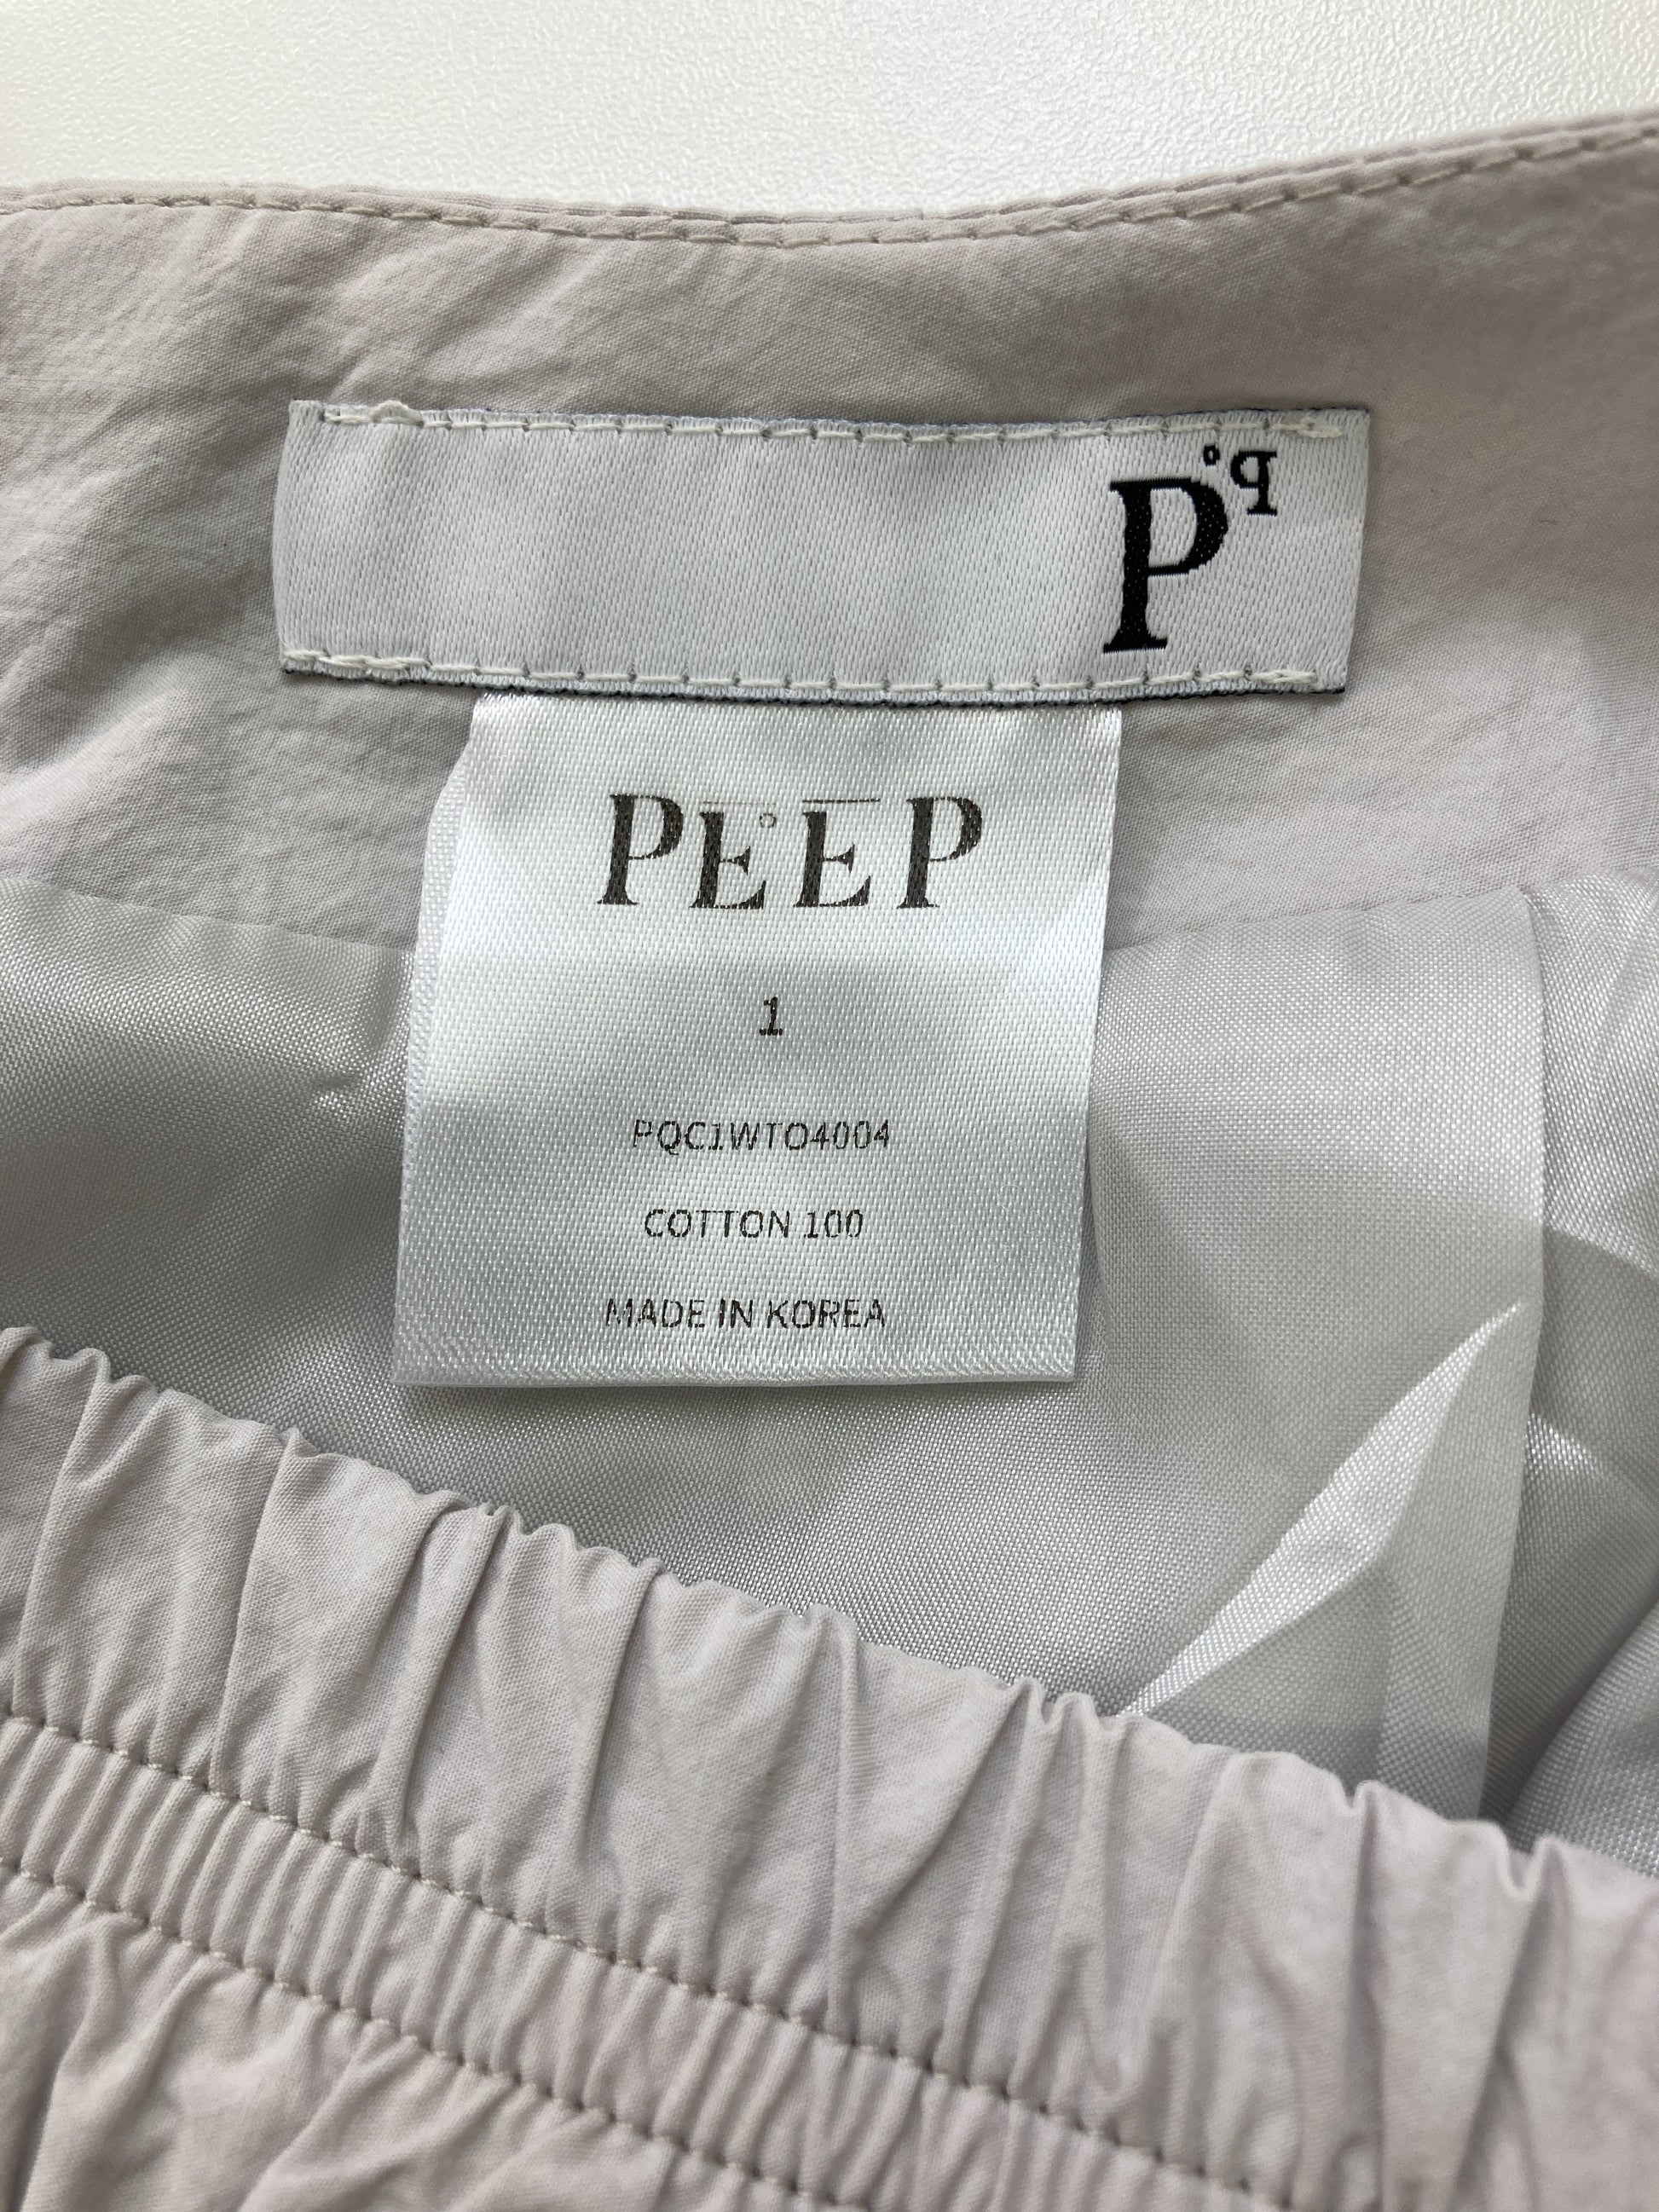 P°q
PEEP
1
PQC1WTO4004
COTTON 100
MADE IN KOREA